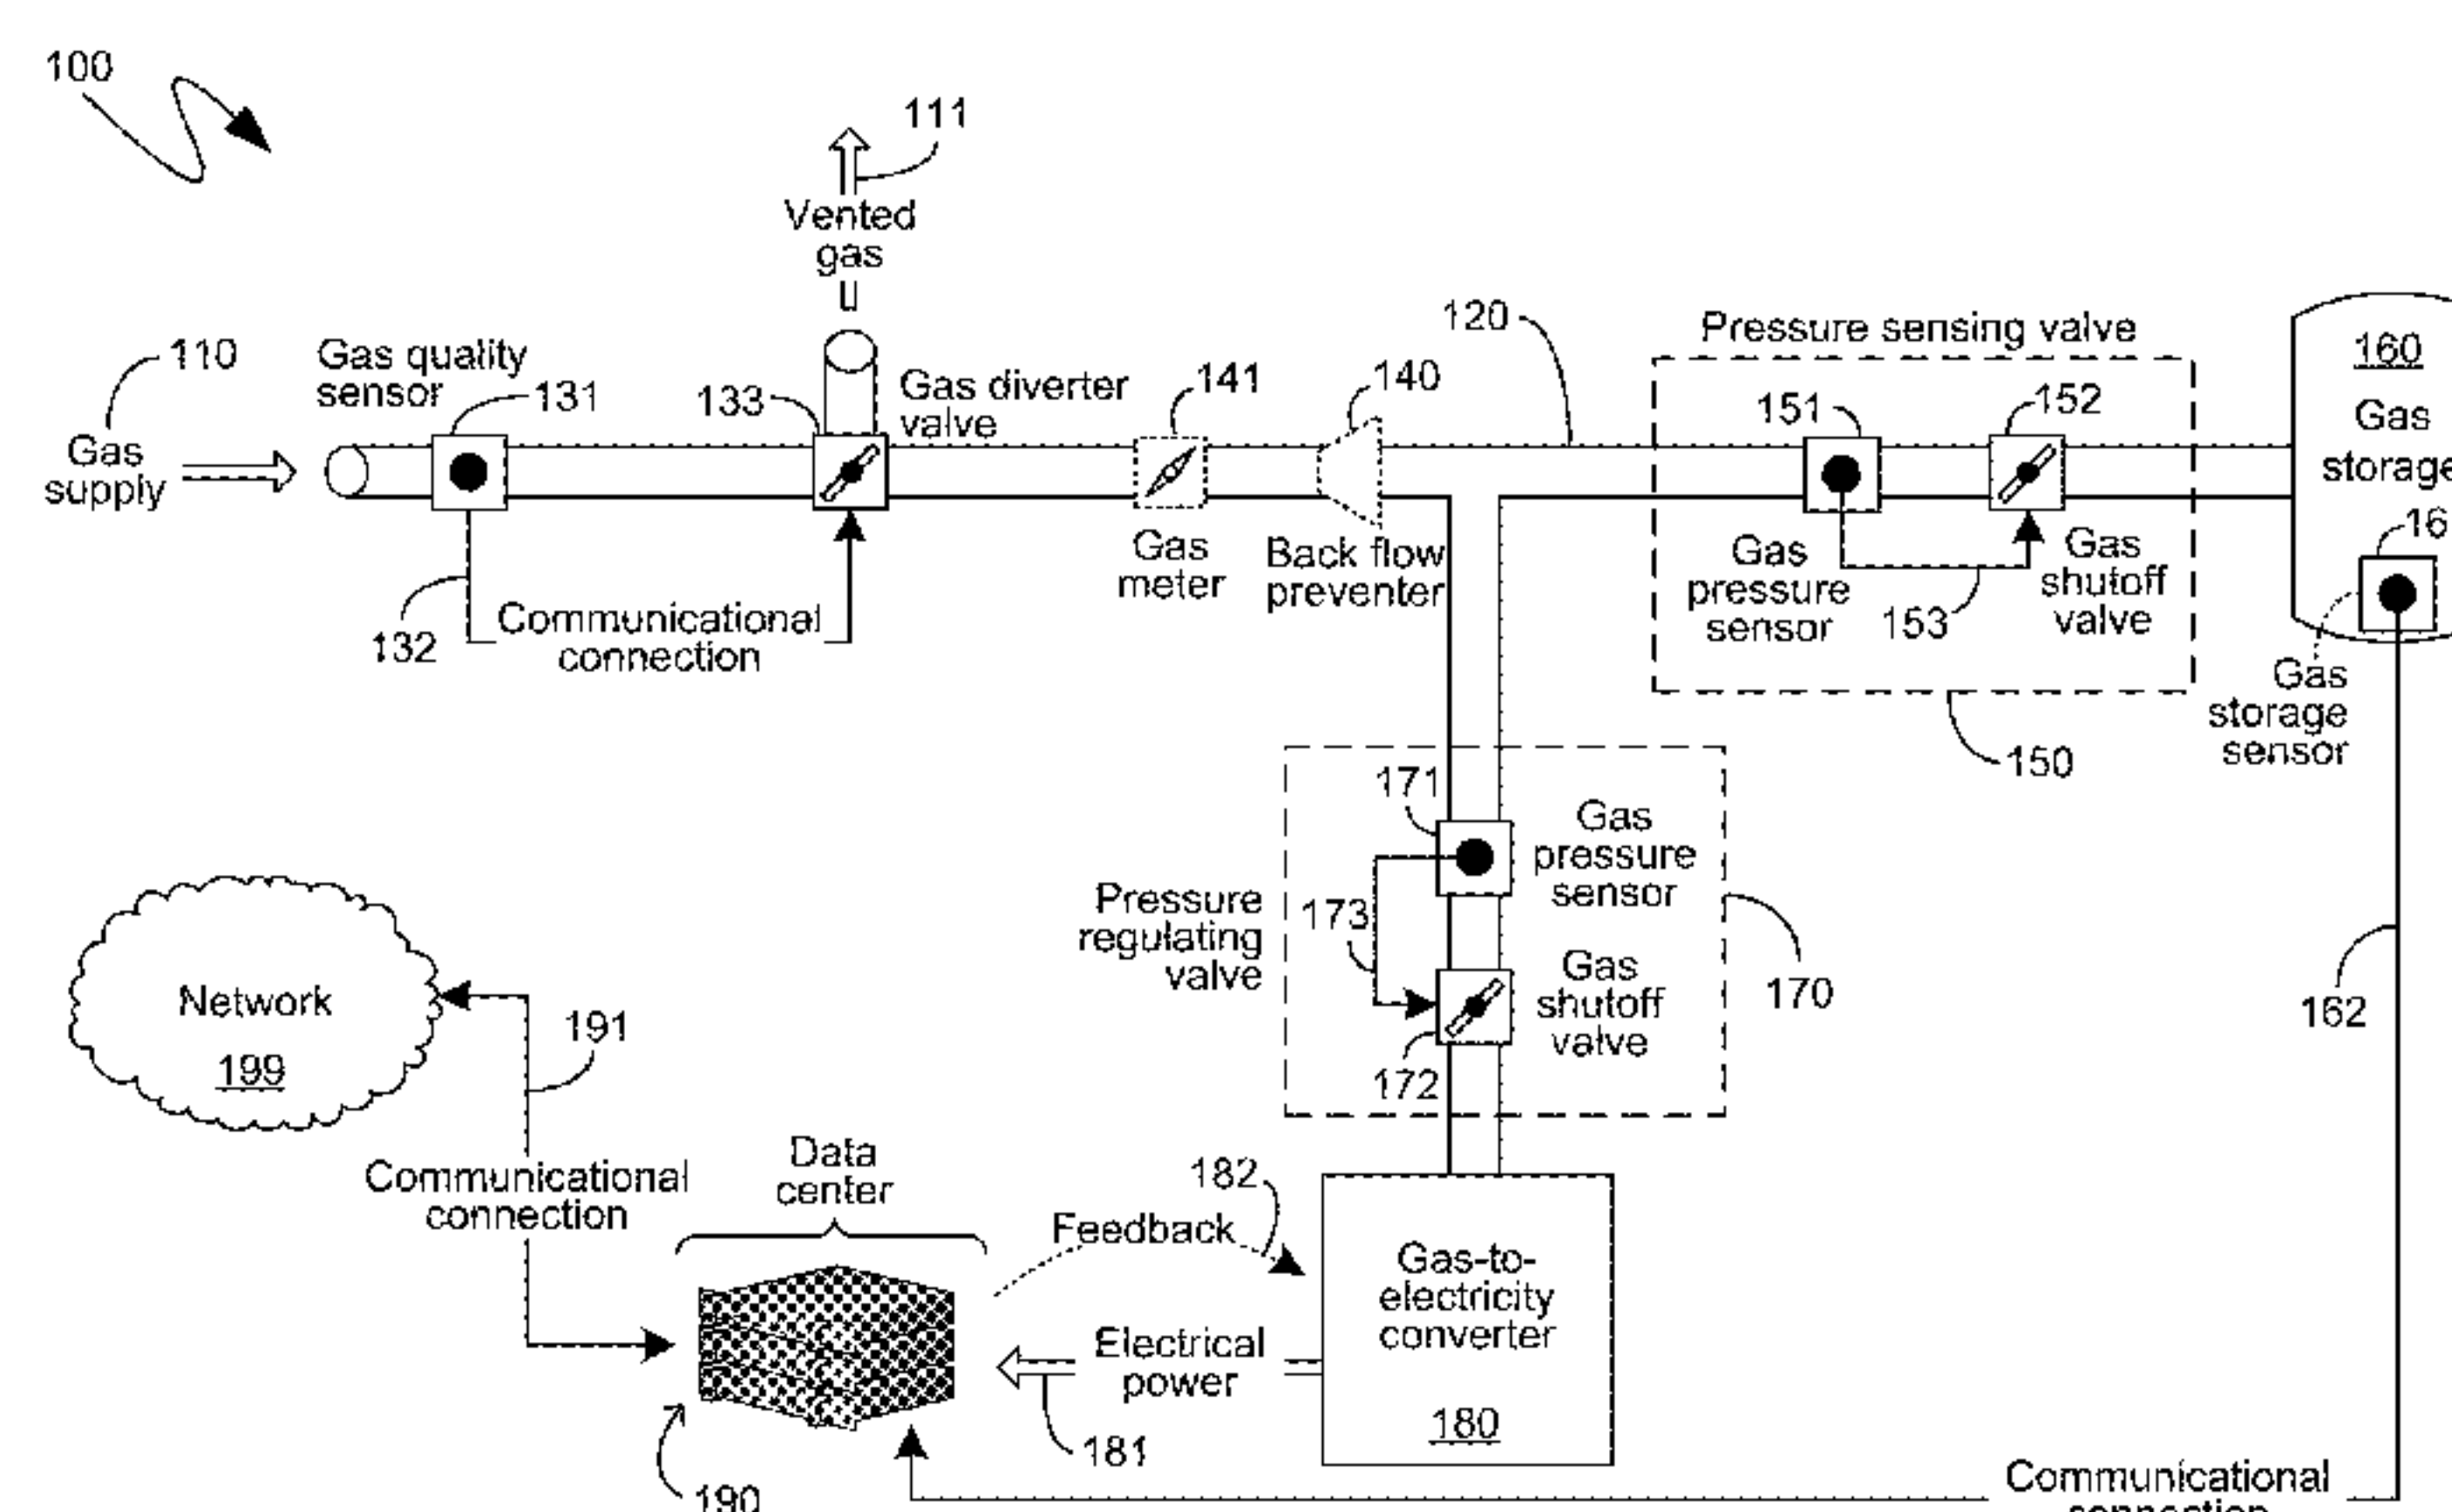 100
111
Vented
gas
110
Gas
supply
Gas quality
sensor
131
133
Gas diverter
valve
141
140
120
Pressure sensing valve
151
152
160
Gas
storage
16
Gas
meter
Back flow
preventer
Gas
pressure
sensor
153
Gas
shutoff
valve
132
Communicational
connection
Gas
storage
sensor
150
171
Gas
pressure
sensor
Pressure
regulating
valve
173
Gas
shutoff
valve
172
170
162
Network
199
191
Communicational
connection
Data
center
182
Feedback
Gas-to-
electricity
converter
180
Electrical
power
181
190
Communicational
connection